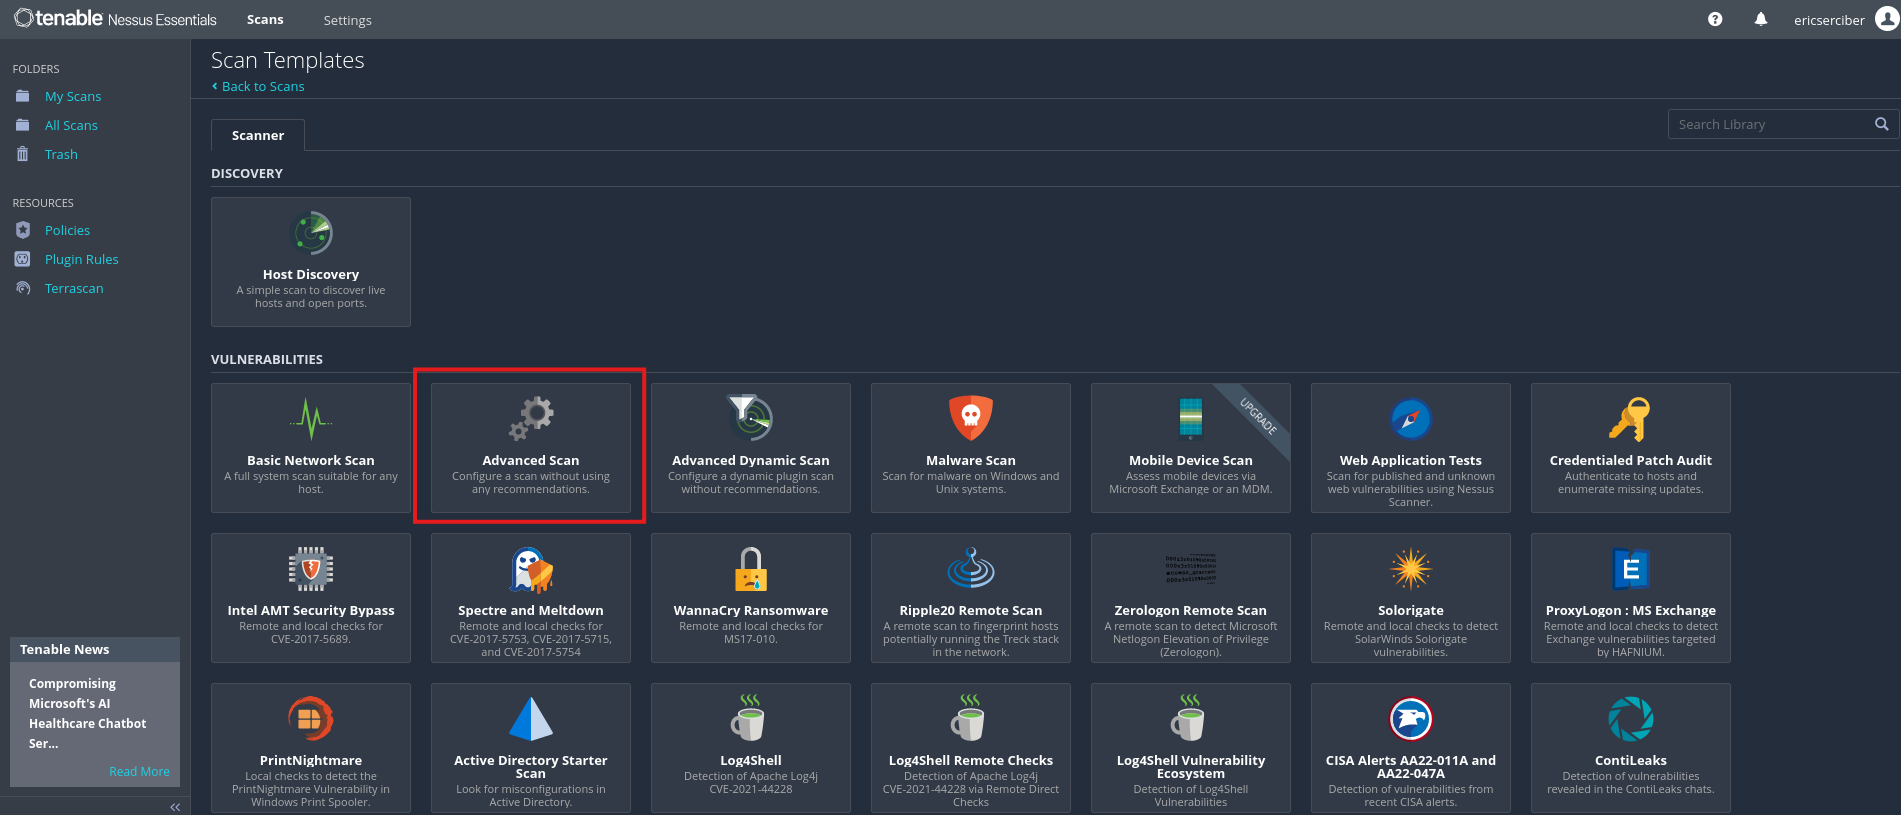 tenable Nessus Essentials
Scans
Settings
?
ericserciber
FOLDERS
My Scans
All Scans
Trash
RESOURCES
Policies
Plugin Rules
Terrascan
Tenable News
Compromising
Microsoft's AI
Healthcare Chatbot
Ser...
Read More
Scan Templates
Back to Scans
Scanner
Search Library
DISCOVERY
Host Discovery
A simple scan to discover live
hosts and open ports.
VULNERABILITIES
Basic Network Scan
A full system scan suitable for any
host.
Advanced Scan
Configure a scan without using
any recommendations.
Advanced Dynamic Scan
Configure a dynamic plugin scan
without recommendations.
Malware Scan
Scan for malware on Windows and
Unix systems.
UPGRADE
Mobile Device Scan
Assess mobile devices via
Microsoft Exchange or an MDM.
Web Application Tests
Scan for published and unknown
web vulnerabilities using Nessus
Scanner.
Credentialed Patch Audit
Authenticate to hosts and
enumerate missing updates.
Intel AMT Security Bypass
Remote and local checks for
CVE-2017-5689.
Spectre and Meltdown
Remote and local checks for
CVE-2017-5753, CVE-2017-5715,
and CVE-2017-5754
WannaCry Ransomware
Remote and local checks for
MS17-010.
Ripple20 Remote Scan
A remote scan to fingerprint hosts
potentially running the Treck stack
in the network.
Zerologon Remote Scan
A remote scan to detect Microsoft
Netlogon Elevation of Privilege
(Zerologon).
Solorigate
Remote and local checks to detect
SolarWinds Solorigate
vulnerabilities.
E
ProxyLogon : MS Exchange
Remote and local checks to detect
Exchange vulnerabilities targeted
by HAFNIUM.
PrintNightmare
Local checks to detect the
PrintNightmare Vulnerability in
Windows Print Spooler.
Active Directory Starter
Scan
Look for misconfigurations in
Active Directory.
Log4Shell
Detection of Apache Log4j
CVE-2021-44228
Log4Shell Remote Checks
Detection of Apache Log4j
CVE-2021-44228 via Remote Direct
Checks
Log4Shell Vulnerability
Ecosystem
Detection of Log4Shell
Vulnerabilities
CISA Alerts AA22-011A and
AA22-047A
Detection of vulnerabilities from
recent CISA alerts.
ContiLeaks
Detection of vulnerabilities
revealed in the ContiLeaks chats.